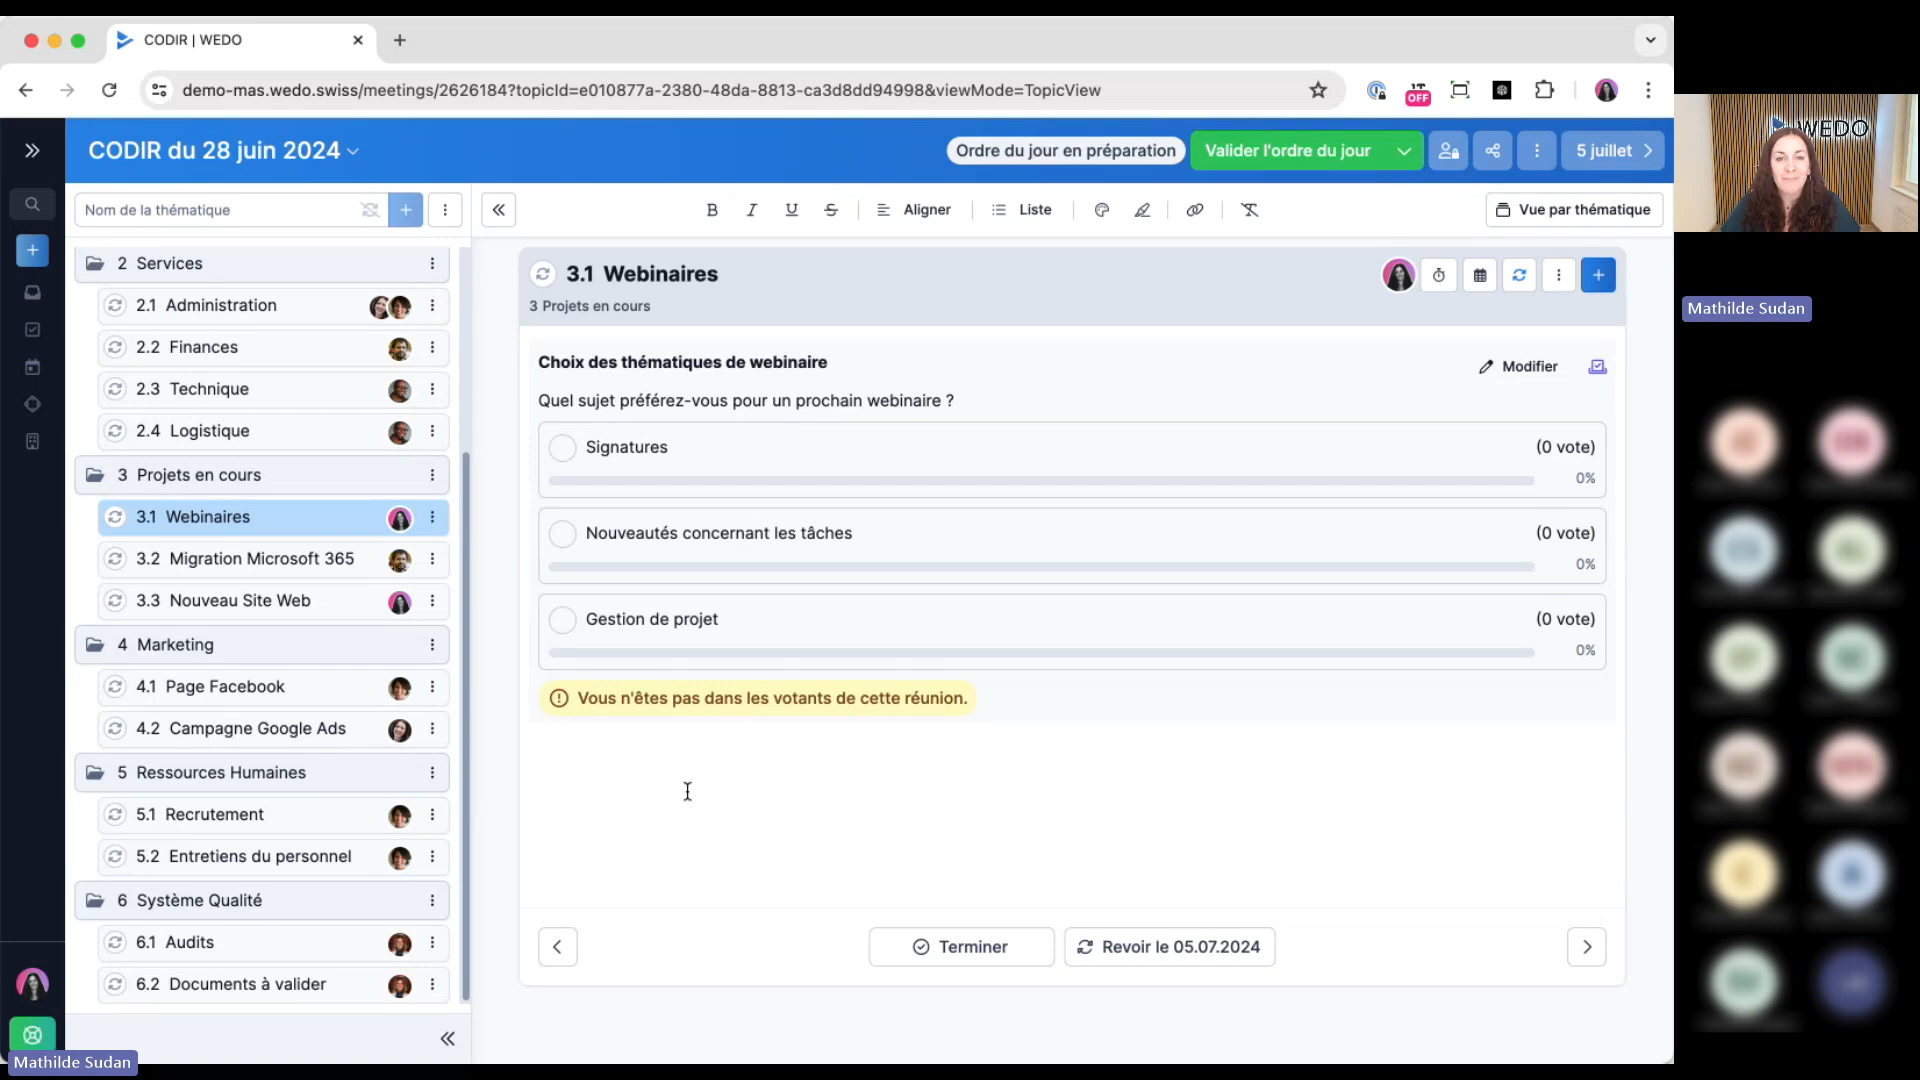 CODIR | WEDO
demo-mas.wedo.swiss/meetings/2626184?topicId=e010877a-2380-48da-8813-ca3d8dd94998&viewMode=TopicView
OFF
CODIR du 28 juin 2024
Ordre du jour en préparation
Valider l'ordre du jour
5 juillet
Nom de la thématique
Aligner
Liste
Vue par thématique
2 Services
2.1 Administration
2.2 Finances
2.3 Technique
2.4 Logistique
3 Projets en cours
3.1 Webinaires
3.2 Migration Microsoft 365
3.3 Nouveau Site Web
4 Marketing
4.1 Page Facebook
4.2 Campagne Google Ads
5 Ressources Humaines
5.1 Recrutement
5.2 Entretiens du personnel
6 Système Qualité
6.1 Audits
6.2 Documents à valider
3.1 Webinaires
3 Projets en cours
Choix des thématiques de webinaire
Modifier
Quel sujet préférez-vous pour un prochain webinaire ?
Signatures (0 vote)
0%
Nouveautés concernant les tâches (0 vote)
0%
Gestion de projet (0 vote)
0%
Vous n'êtes pas dans les votants de cette réunion.
Terminer
Revoir le 05.07.2024
WEDO
Mathilde Sudan
Mathilde Sudan